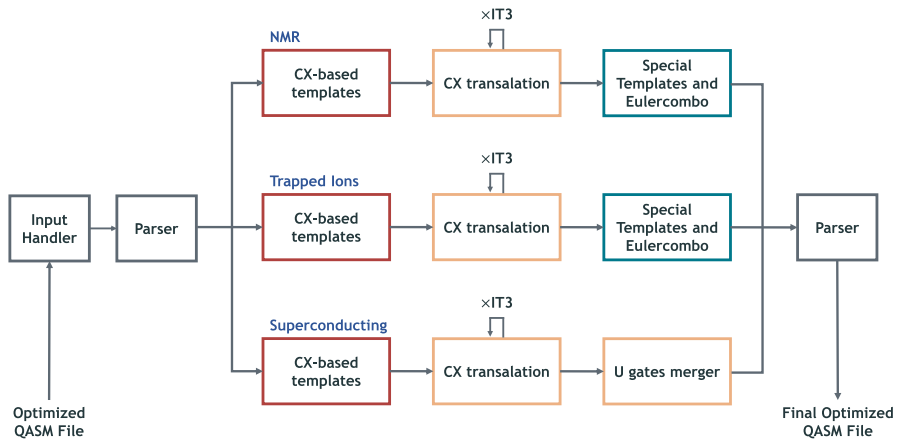 ×IT3
NMR
CX-based
templates
CX transalation
Special
Templates and
Eulercombo
×IT3
Trapped Ions
Input
Handler
Parser
CX-based
templates
CX transalation
Special
Templates and
Eulercombo
Parser
×IT3
Superconducting
CX-based
templates
CX transalation
U gates merger
Optimized
QASM File
Final Optimized
QASM File